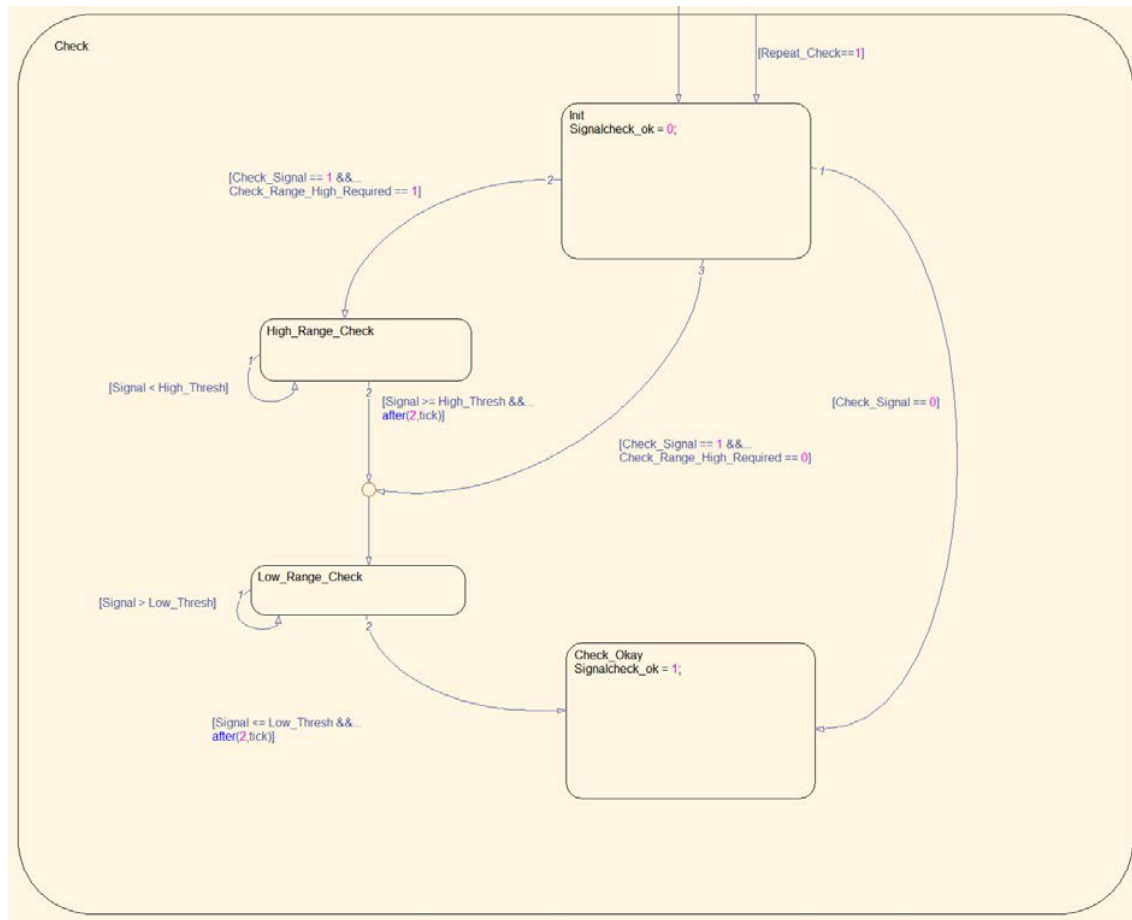 Check
[Repeat_Check==1]
Init
Signalcheck_ok = 0;
1
[Check_Signal == 1 &&...
Check_Range_High_Required == 1]
2
3
High_Range_Check
1
[Signal < High_Thresh]
2
[Signal >= High_Thresh &&...
after(2,tick)]
[Check_Signal == 0]
[Check_Signal == 1 &&...
Check_Range_High_Required == 0]
Low_Range_Check
1
[Signal > Low_Thresh]
2
Check_Okay
Signalcheck_ok = 1;
[Signal <= Low_Thresh &&...
after(2,tick)]